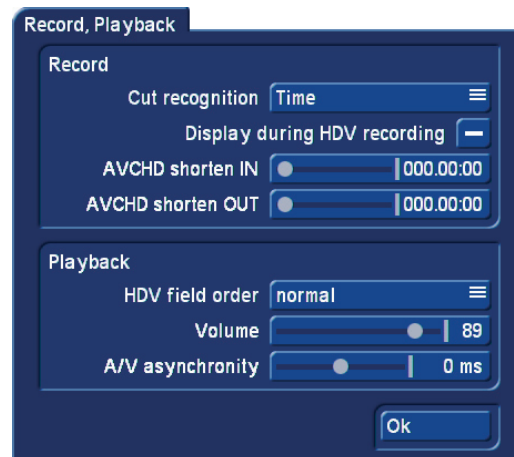 Record, Playback
Record
Cut recognition Time
Display during HDV recording
AVCHD shorten IN 000.00:00
AVCHD shorten OUT 000.00:00
Playback
HDV field order normal
Volume 89
A/V asynchronity 0 ms
Ok